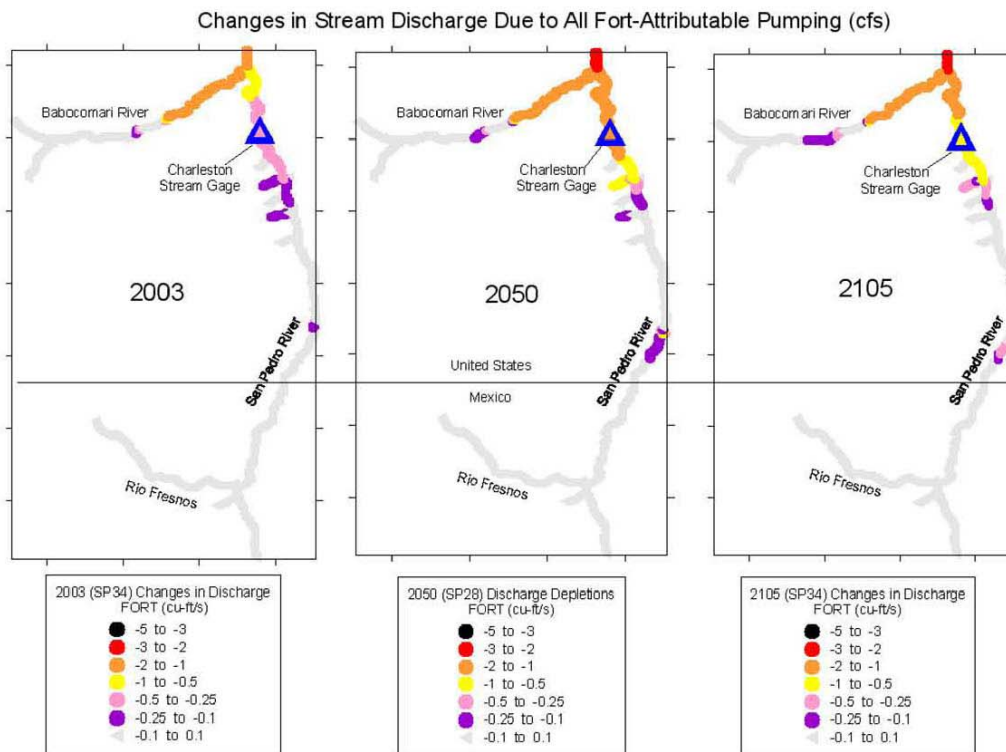 Changes in Stream Discharge Due to All Fort-Attributable Pumping (cfs)
Babocomari River
Charleston
Stream Gage
2003
San Pedro River
Rio Fresnos
Babocomari River
Charleston
Stream Gage
2050
San Pedro River
United States
Mexico
Rio Fresnos
Babocomari River
Charleston
Stream Gage
2105
San Pedro River
Rio Fresnos
2003 (SP34) Changes in Discharge
FORT (cu-ft/s)
-5 to -3
-3 to -2
-2 to -1
-1 to -0.5
-0.5 to -0.25
-0.25 to -0.1
-0.1 to 0.1
2050 (SP28) Discharge Depletions
FORT (cu-ft/s)
-5 to -3
-3 to -2
-2 to -1
-1 to -0.5
-0.5 to -0.25
-0.25 to -0.1
-0.1 to 0.1
2105 (SP34) Changes in Discharge
FORT (cu-ft/s)
-5 to -3
-3 to -2
-2 to -1
-1 to -0.5
-0.5 to -0.25
-0.25 to -0.1
-0.1 to 0.1